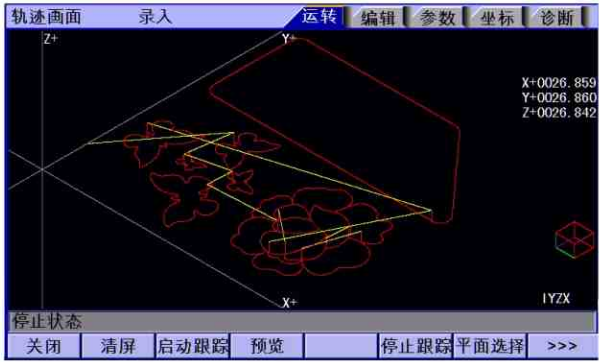 轨迹画面 录入 运转 编辑 参数 坐标 诊断
Z+
Y+
X+0026.859
Y+0026.860
Z+0026.842
IYZX
X+
停止状态
关闭 清屏 启动跟踪 预览 停止跟踪 平面选择 >>>